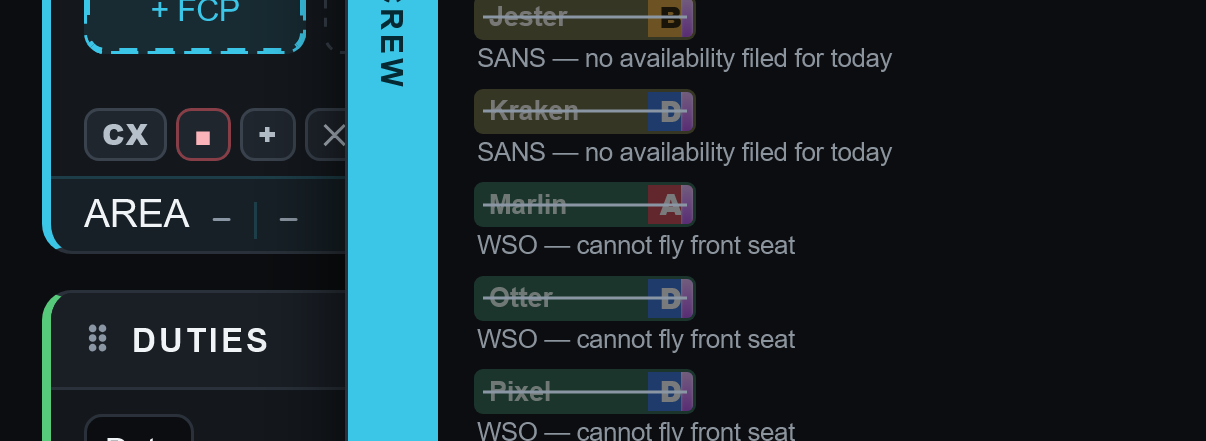 + FCP
CX ■ + ×
AREA – | –
DUTIES
CREW
Jester B
SANS — no availability filed for today
Kraken D
SANS — no availability filed for today
Marlin A
WSO — cannot fly front seat
Otter D
WSO — cannot fly front seat
Pixel D
WSO — cannot fly front seat